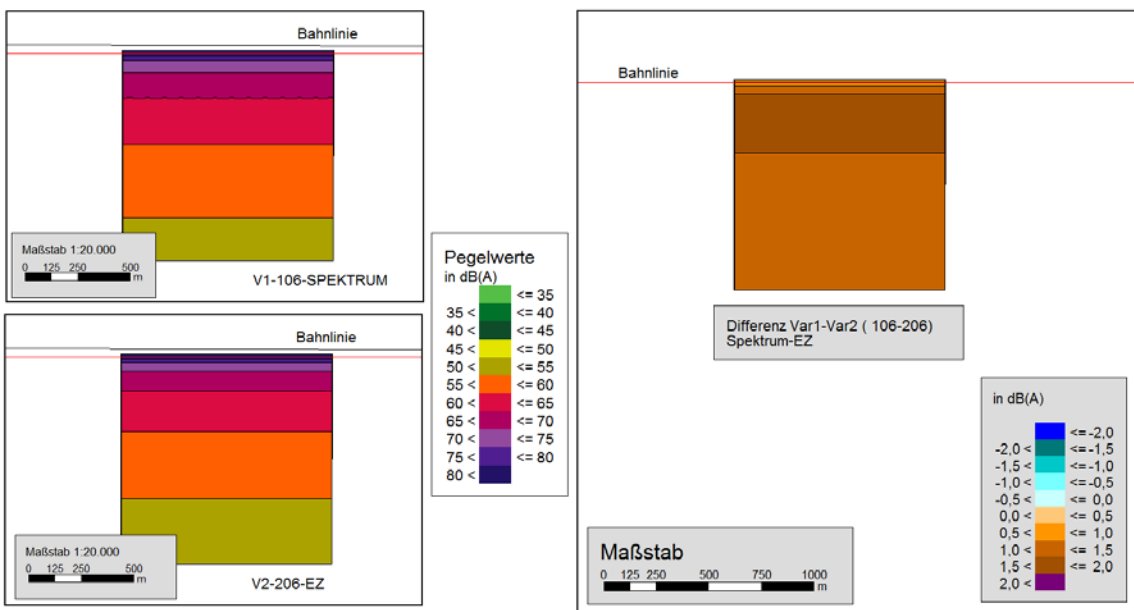 Bahnlinie
Maßstab 1:20.000
0 125 250 500
m
V1-106-SPEKTRUM
Bahnlinie
Maßstab 1:20.000
0 125 250 500
m
V2-206-EZ
Pegelwerte
in dB(A)
<= 35
35 < <= 40
40 < <= 45
45 < <= 50
50 < <= 55
55 < <= 60
60 < <= 65
65 < <= 70
70 < <= 75
75 < <= 80
80 <
Bahnlinie
Differenz Var1-Var2 ( 106-206)
Spektrum-EZ
Maßstab
0 125 250 500 750 1000
m
in dB(A)
<= -2,0
-2,0 < <= -1,5
-1,5 < <= -1,0
-1,0 < <= -0,5
-0,5 < <= 0,0
0,0 < <= 0,5
0,5 < <= 1,0
1,0 < <= 1,5
1,5 < <= 2,0
2,0 <